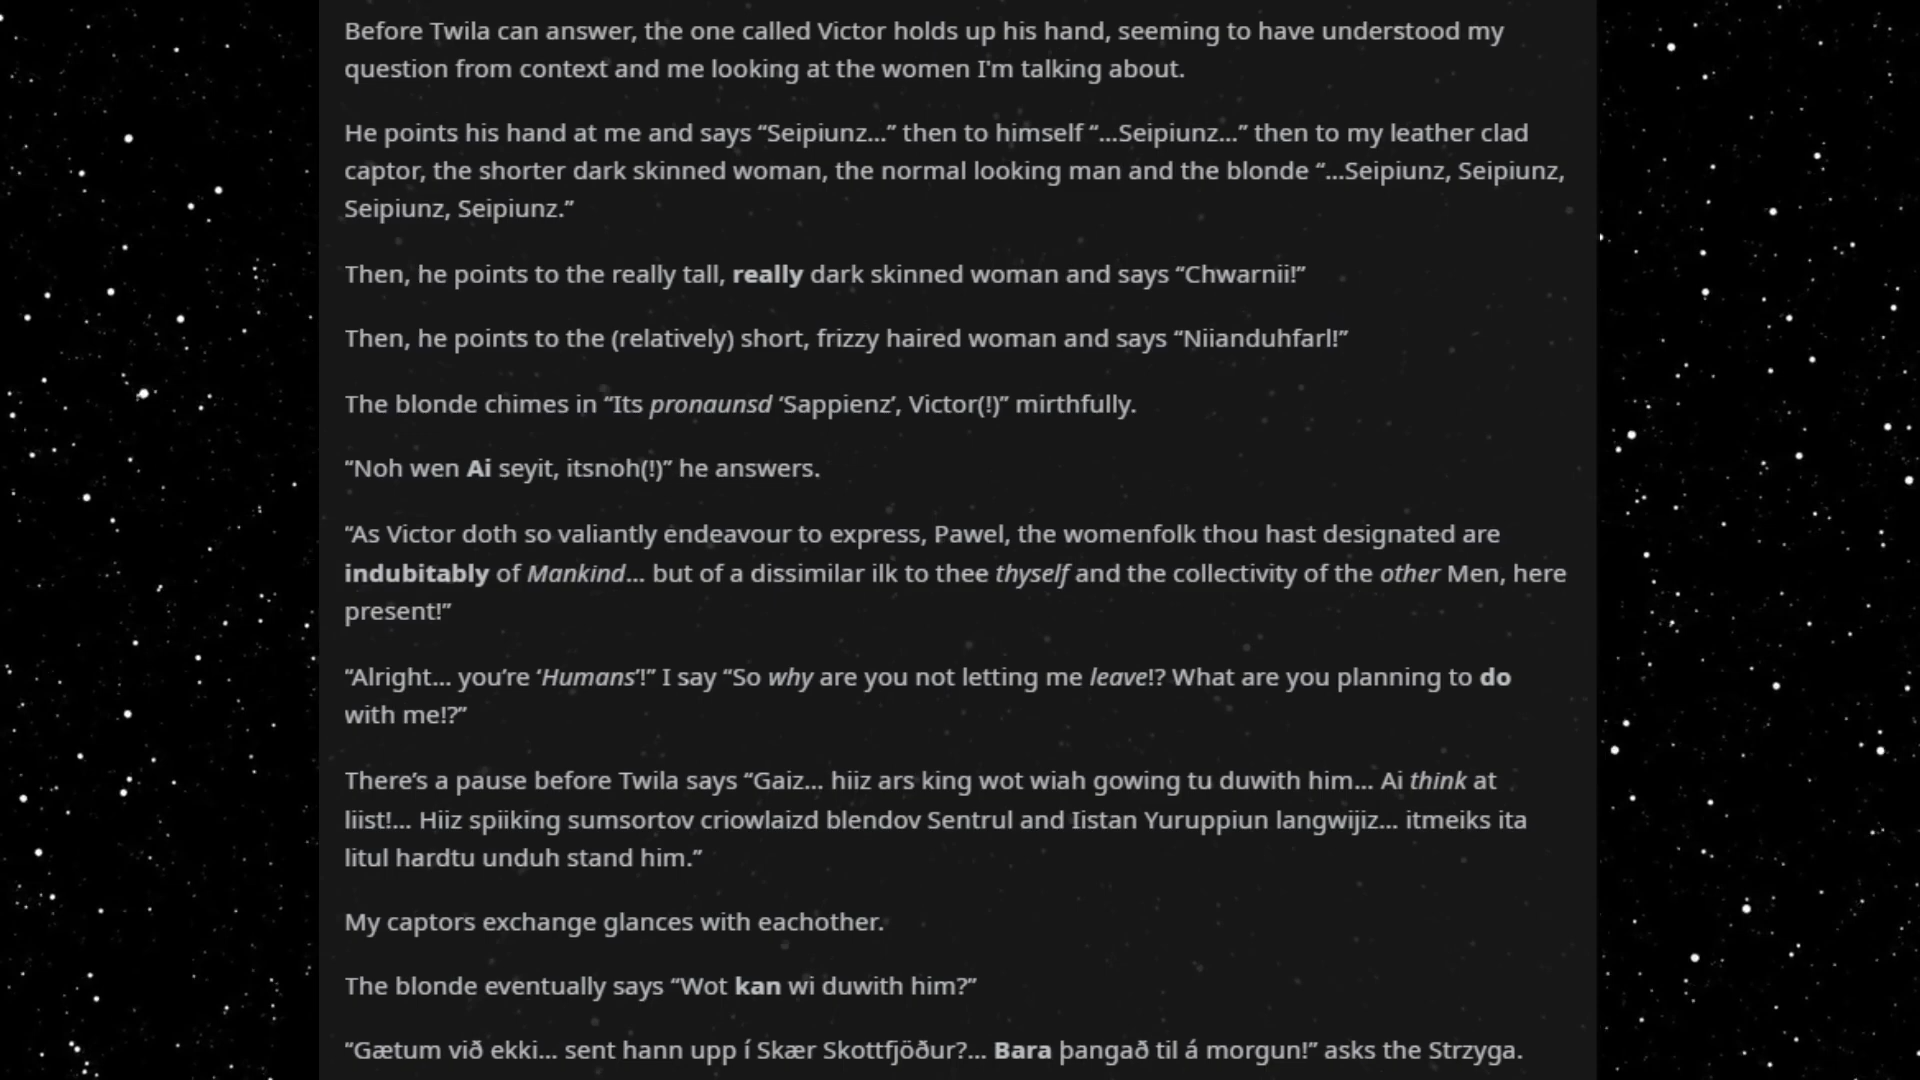 Before Twila can answer, the one called Victor holds up his hand, seeming to have understood my
question from context and me looking at the women I'm talking about.
He points his hand at me and says “Seipiunz...” then to himself “...Seipiunz...” then to my leather clad
captor, the shorter dark skinned woman, the normal looking man and the blonde “...Seipiunz, Seipiunz,
Seipiunz, Seipiunz.”
Then, he points to the really tall, really dark skinned woman and says “Chwarnii!”
Then, he points to the (relatively) short, frizzy haired woman and says “Niianduhfarl!”
The blonde chimes in “Its pronaunsd ‘Sappienz’, Victor(!)” mirthfully.
“Noh wen Ai seyit, itsnoh(!)” he answers.
“As Victor doth so valiantly endeavour to express, Pawel, the womenfolk thou hast designated are
indubitably of Mankind... but of a dissimilar ilk to thee thyself and the collectivity of the other Men, here
present!”
“Alright... you’re ‘Humans’!” I say “So why are you not letting me leave!? What are you planning to do
with me!?”
There’s a pause before Twila says “Gaiz... hiiz ars king wot wiah gowing tu duwith him... Ai think at
liist!... Hiiz spiiking sumsortov criowlaizd blendov Sentrul and Iistan Yuruppiun langwijiz... itmeiks ita
litul hardtu unduh stand him.”
My captors exchange glances with eachother.
The blonde eventually says “Wot kan wi duwith him?”
“Gætum við ekki... sent hann upp í Skær Skottfjöður?... Bara þangað til á morgun!” asks the Strzyga.